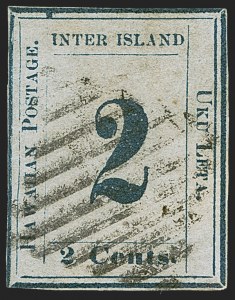 INTER ISLAND
HAWAIIAN POSTAGE.
2
UKU LETA.
2 Cents.